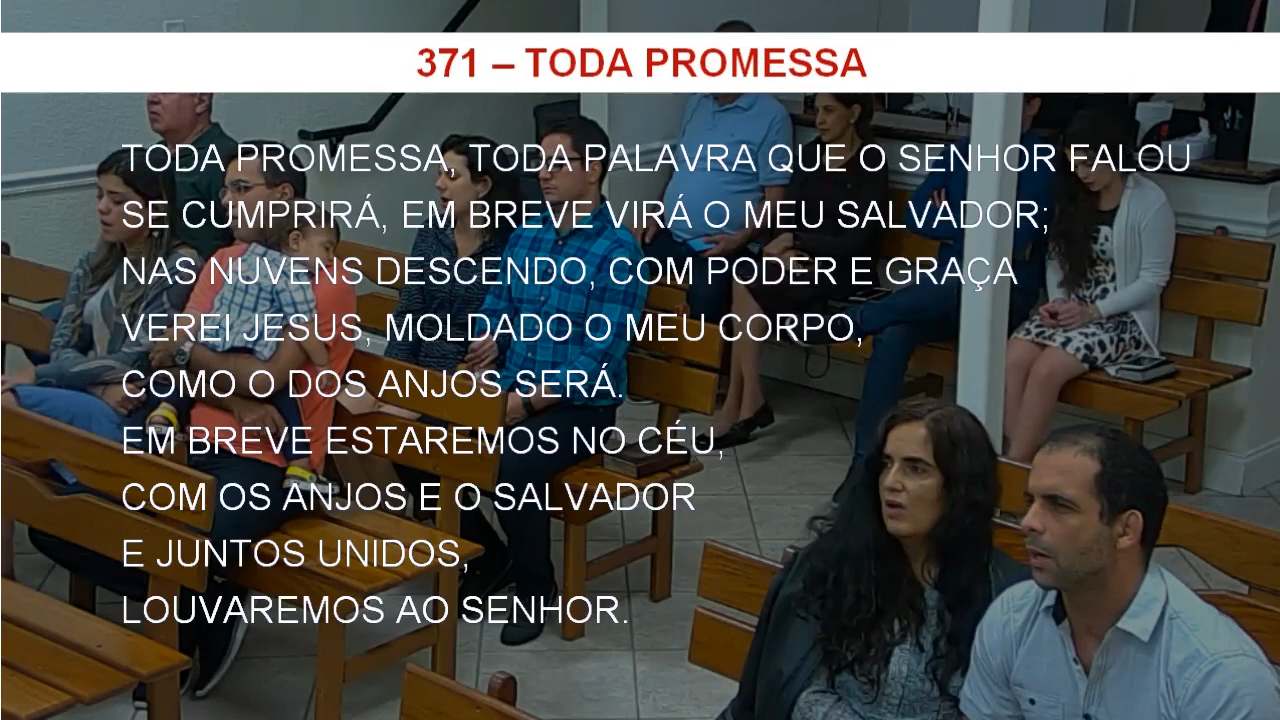 371 – TODA PROMESSA
TODA PROMESSA, TODA PALAVRA QUE O SENHOR FALOU
SE CUMPRIRÁ, EM BREVE VIRÁ O MEU SALVADOR;
NAS NUVENS DESCENDO, COM PODER E GRAÇA
VEREI JESUS, MOLDADO O MEU CORPO,
COMO O DOS ANJOS SERÁ.
EM BREVE ESTAREMOS NO CÉU,
COM OS ANJOS E O SALVADOR
E JUNTOS UNIDOS,
LOUVAREMOS AO SENHOR.